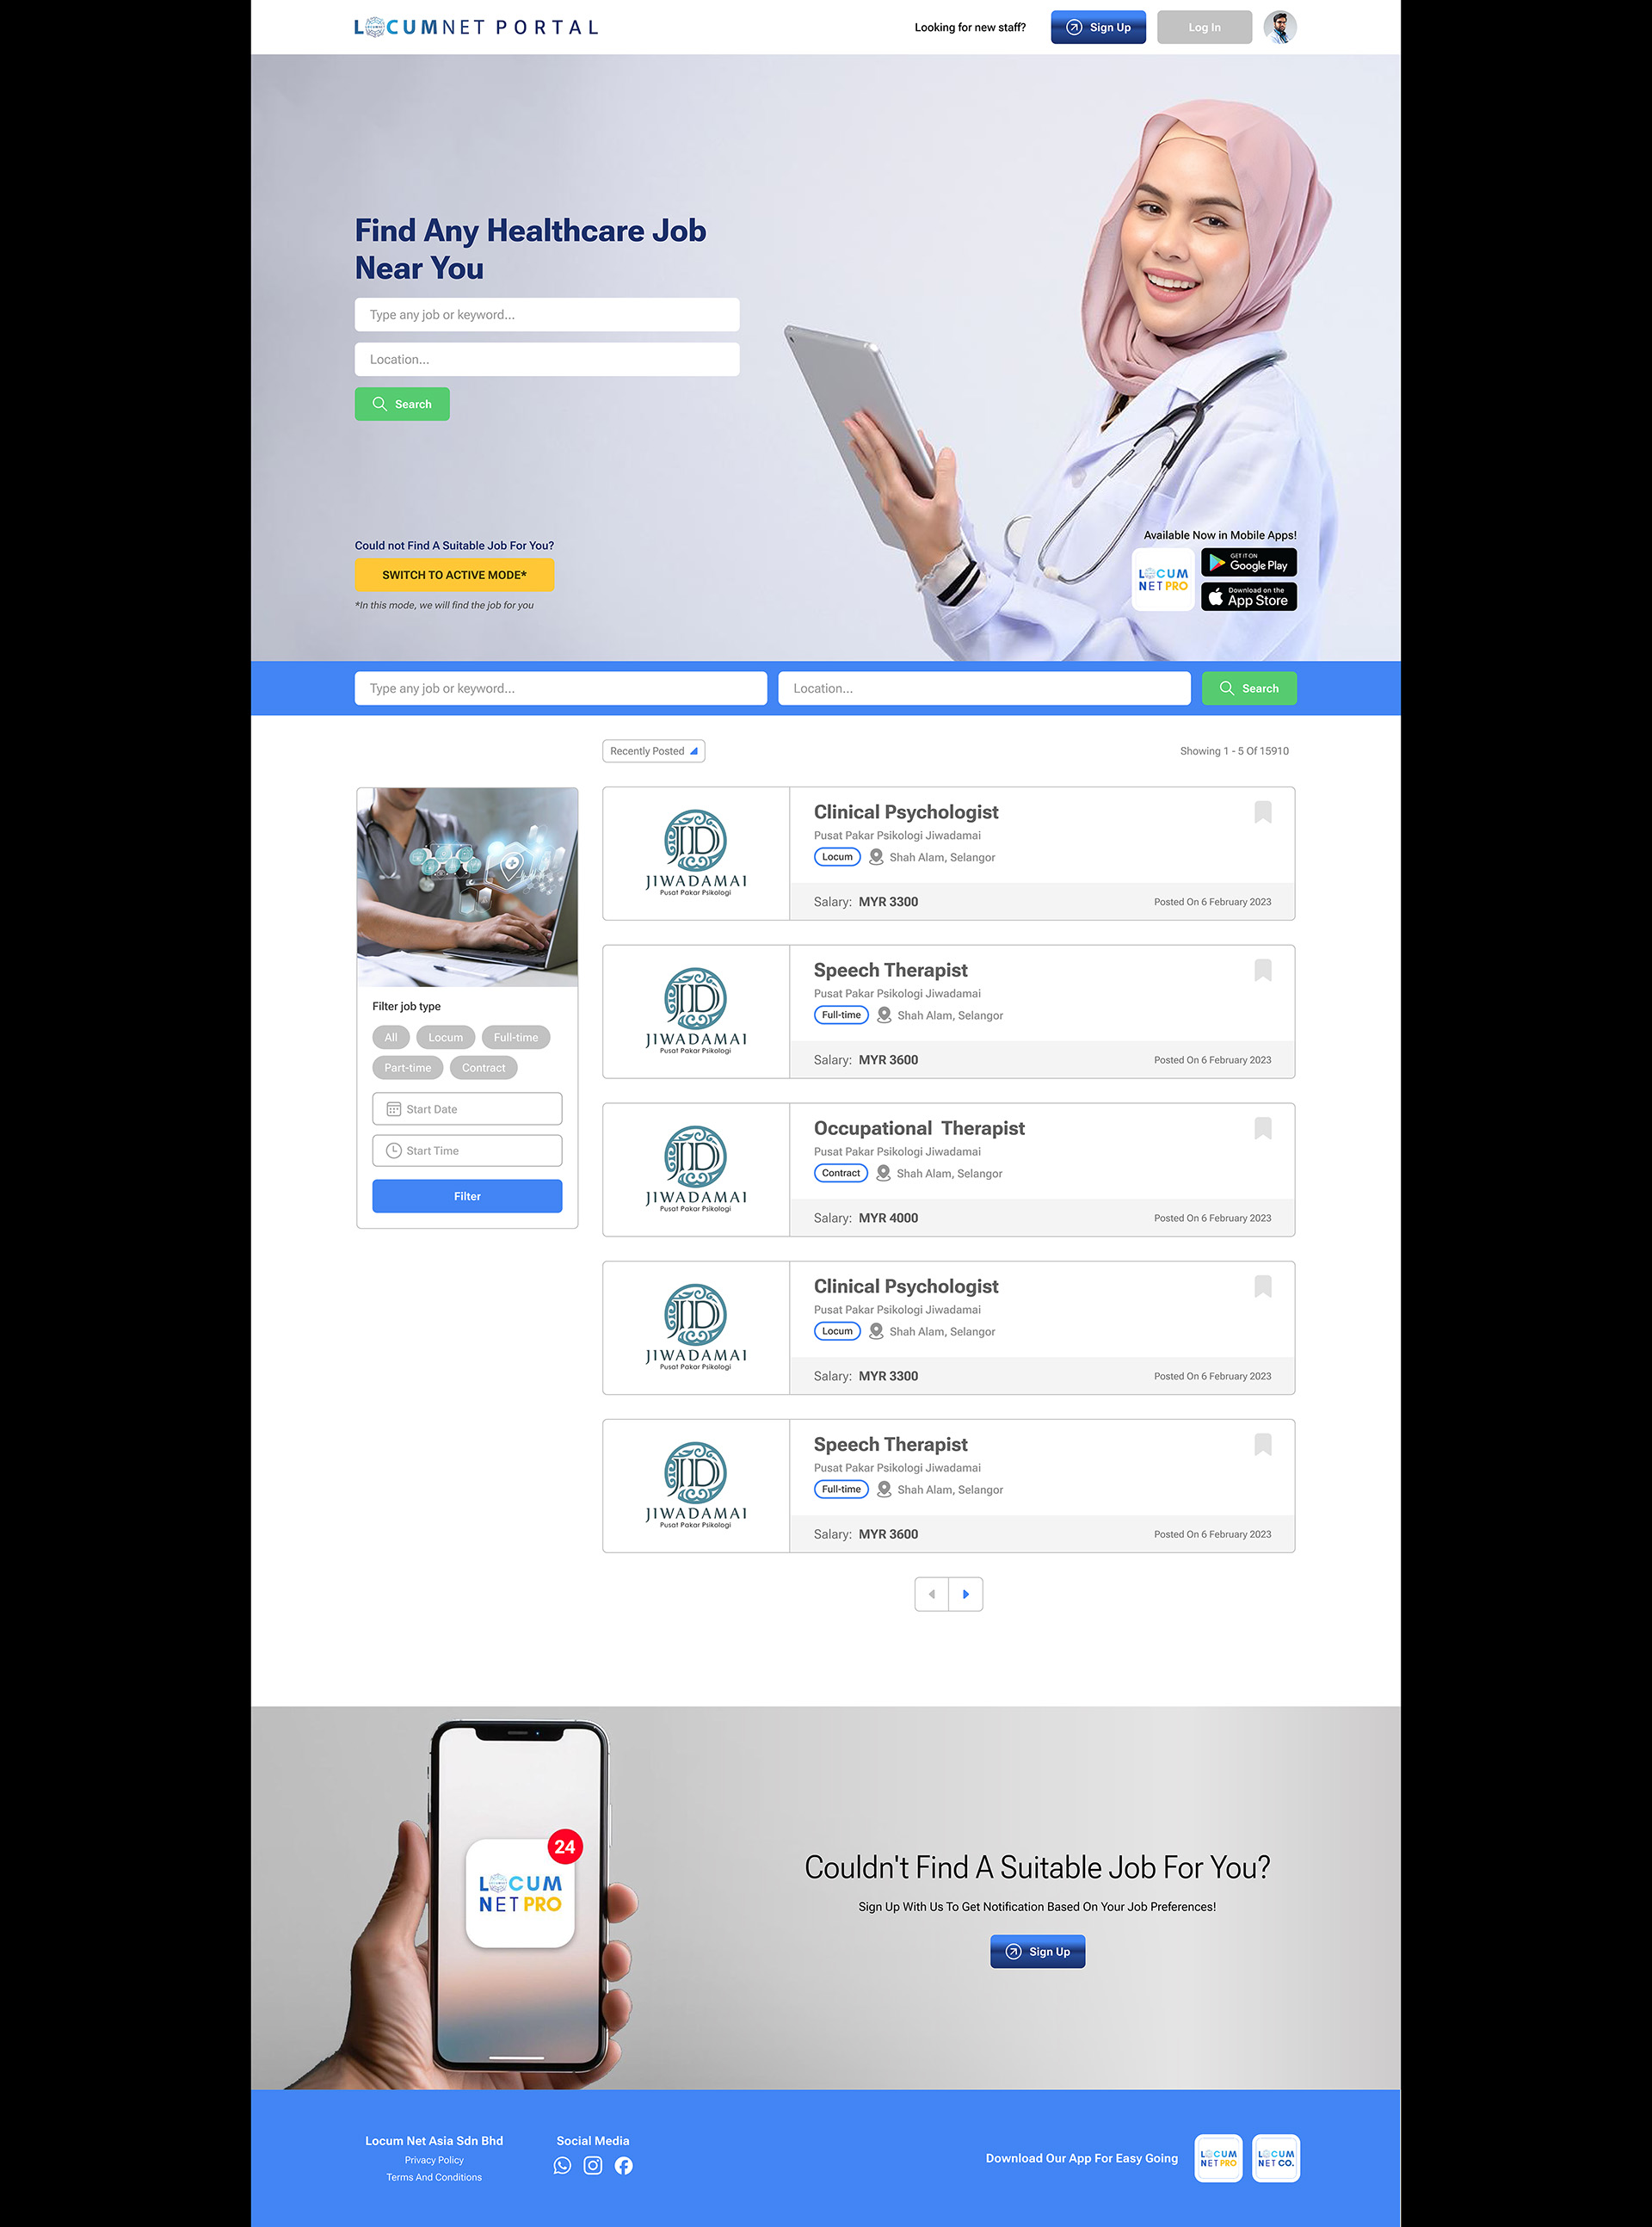 LOCUMNET PORTAL
Looking for new staff?
Sign Up
Log In
Find Any Healthcare Job
Near You
Type any job or keyword...
Location...
Search
Could not Find A Suitable Job For You?
SWITCH TO ACTIVE MODE*
*In this mode, we will find the job for you
Available Now in Mobile Apps!
LOCUM
NET PRO
GET IT ON
Google Play
Download on the
App Store
Type any job or keyword...
Location...
Search
Recently Posted
Showing 1 - 5 Of 15910
Filter job type
All
Locum
Full-time
Part-time
Contract
Start Date
Start Time
Filter
JD
JIWADAMAI
Pusat Pakar Psikologi
Clinical Psychologist
Pusat Pakar Psikologi Jiwadamai
Locum
Shah Alam, Selangor
Salary: MYR 3300
Posted On 6 February 2023
JD
JIWADAMAI
Pusat Pakar Psikologi
Speech Therapist
Pusat Pakar Psikologi Jiwadamai
Full-time
Shah Alam, Selangor
Salary: MYR 3600
Posted On 6 February 2023
JD
JIWADAMAI
Pusat Pakar Psikologi
Occupational Therapist
Pusat Pakar Psikologi Jiwadamai
Contract
Shah Alam, Selangor
Salary: MYR 4000
Posted On 6 February 2023
JD
JIWADAMAI
Pusat Pakar Psikologi
Clinical Psychologist
Pusat Pakar Psikologi Jiwadamai
Locum
Shah Alam, Selangor
Salary: MYR 3300
Posted On 6 February 2023
JD
JIWADAMAI
Pusat Pakar Psikologi
Speech Therapist
Pusat Pakar Psikologi Jiwadamai
Full-time
Shah Alam, Selangor
Salary: MYR 3600
Posted On 6 February 2023
24
LOCUM
NET PRO
Couldn't Find A Suitable Job For You?
Sign Up With Us To Get Notification Based On Your Job Preferences!
Sign Up
Locum Net Asia Sdn Bhd
Privacy Policy
Terms And Conditions
Social Media
Download Our App For Easy Going
LOCUM
NET PRO
LOCUM
NET CO.